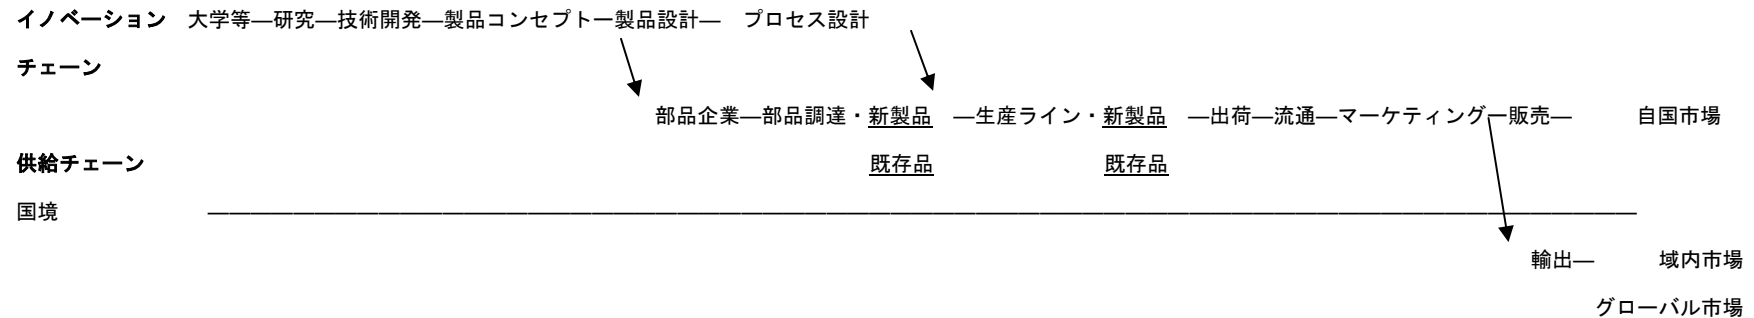 イノベーション 大学等―研究―技術開発―製品コンセプトー製品設計― プロセス設計
チェーン
部品企業―部品調達・新製品 ―生産ライン・新製品 ―出荷―流通―マーケティングー販売― 自国市場
供給チェーン 既存品 既存品
国境 ―――――――――――――――――――――――――――――――――――――――――――――――――――――――――――――――――――
輸出― 域内市場
グローバル市場